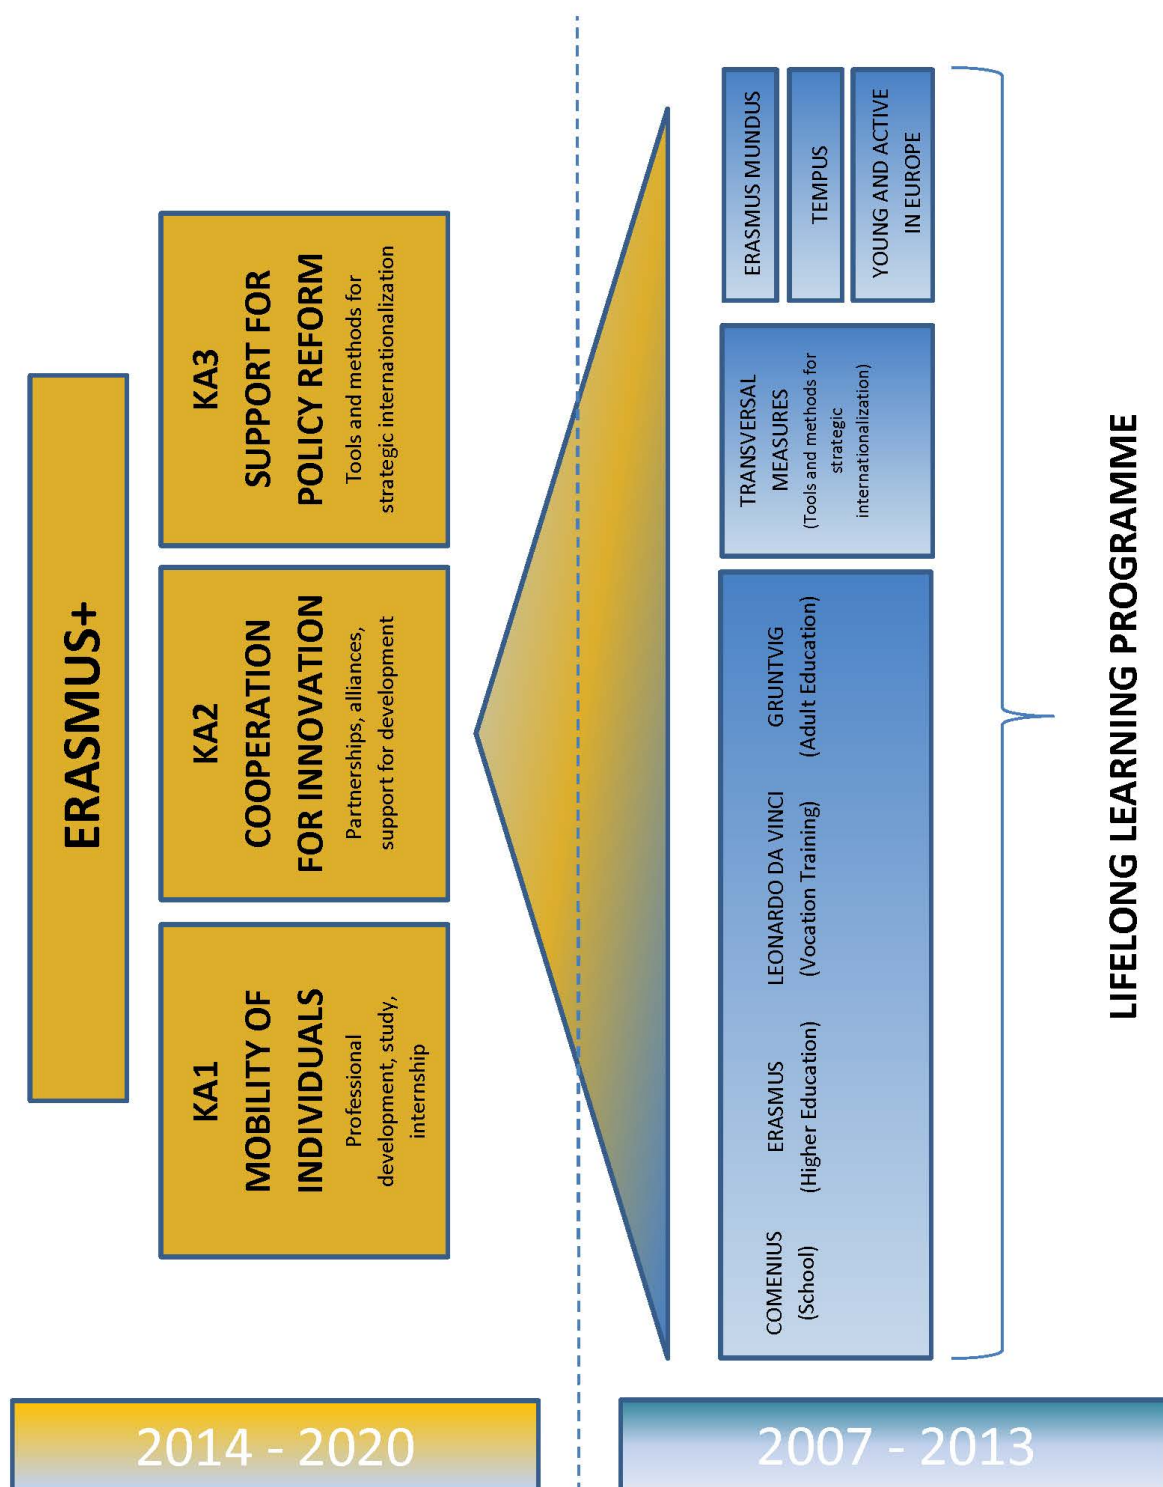 2014 - 2020
ERASMUS+
KA1
MOBILITY OF
INDIVIDUALS
Professional
development, study,
internship
KA2
COOPERATION
FOR INNOVATION
Partnerships, alliances,
support for development
KA3
SUPPORT FOR
POLICY REFORM
Tools and methods for
strategic internationalization
2007 - 2013
COMENIUS
(School)
ERASMUS
(Higher Education)
LEONARDO DA VINCI
(Vocation Training)
GRUNTVIG
(Adult Education)
TRANSVERSAL
MEASURES
(Tools and methods for
strategic
internationalization)
ERASMUS MUNDUS
TEMPUS
YOUNG AND ACTIVE
IN EUROPE
LIFELONG LEARNING PROGRAMME